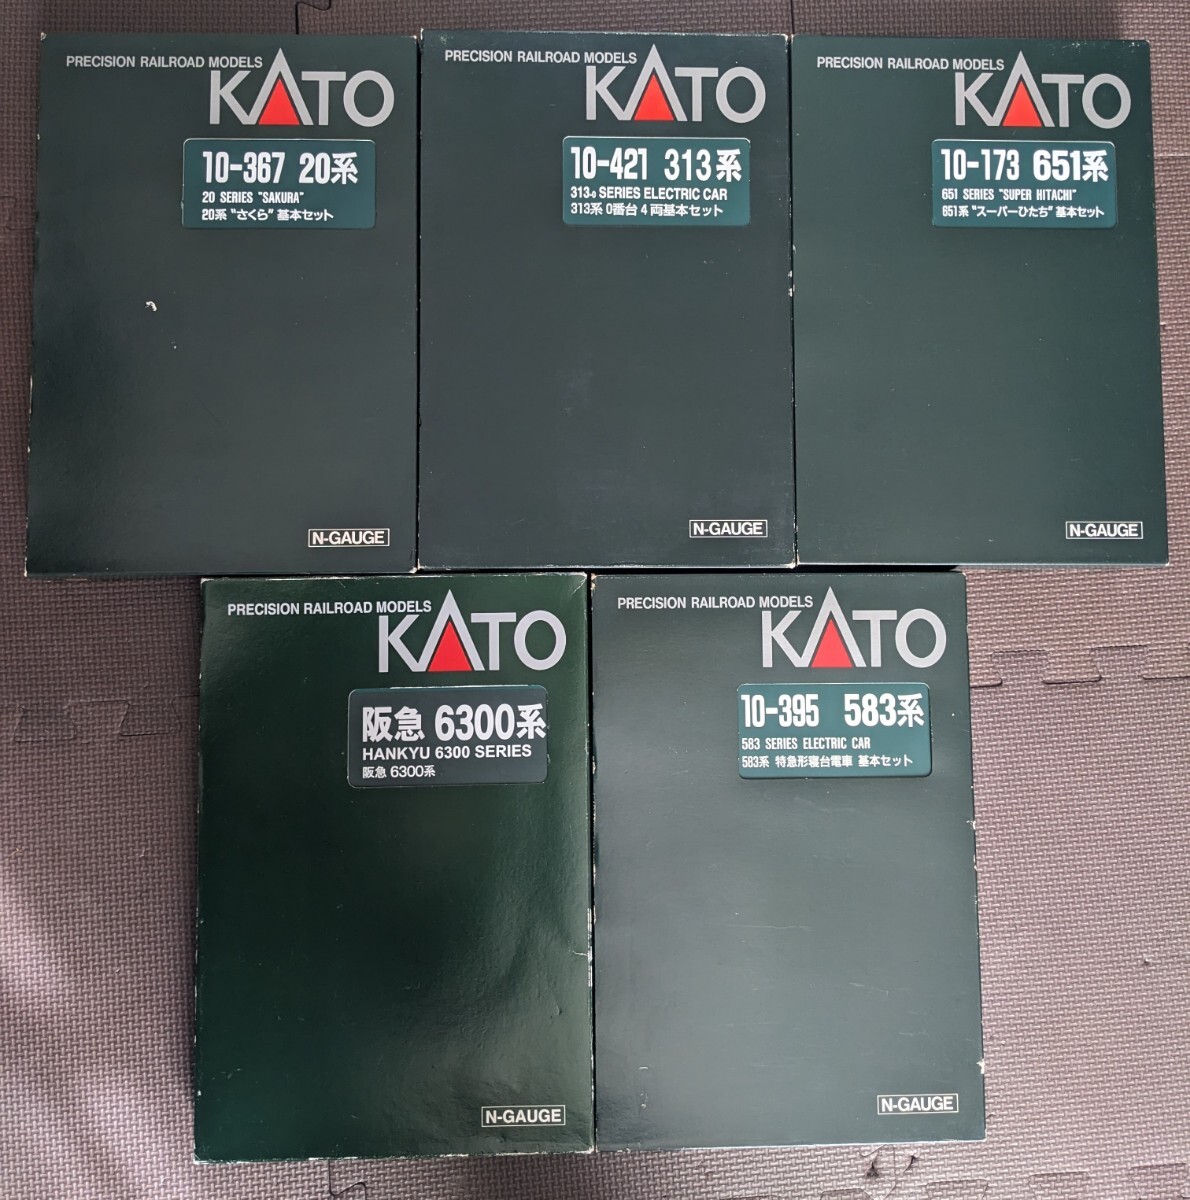 PRECISION RAILROAD MODELS
KATO
10-367 20系
20 SERIES "SAKURA"
20系"さくら" 基本セット
N-GAUGE
PRECISION RAILROAD MODELS
KATO
10-421 313系
313-0 SERIES ELECTRIC CAR
313系 0番台 4 両基本セット
N-GAUGE
PRECISION RAILROAD MODELS
KATO
10-173 651系
651 SERIES "SUPER HITACHI"
651系"スーパーひたち" 基本セット
N-GAUGE
PRECISION RAILROAD MODELS
KATO
阪急 6300系
HANKYU 6300 SERIES
阪急 6300系
N-GAUGE
PRECISION RAILROAD MODELS
KATO
10-395 583系
583 SERIES ELECTRIC CAR
583系 特急形寝台電車 基本セット
N-GAUGE